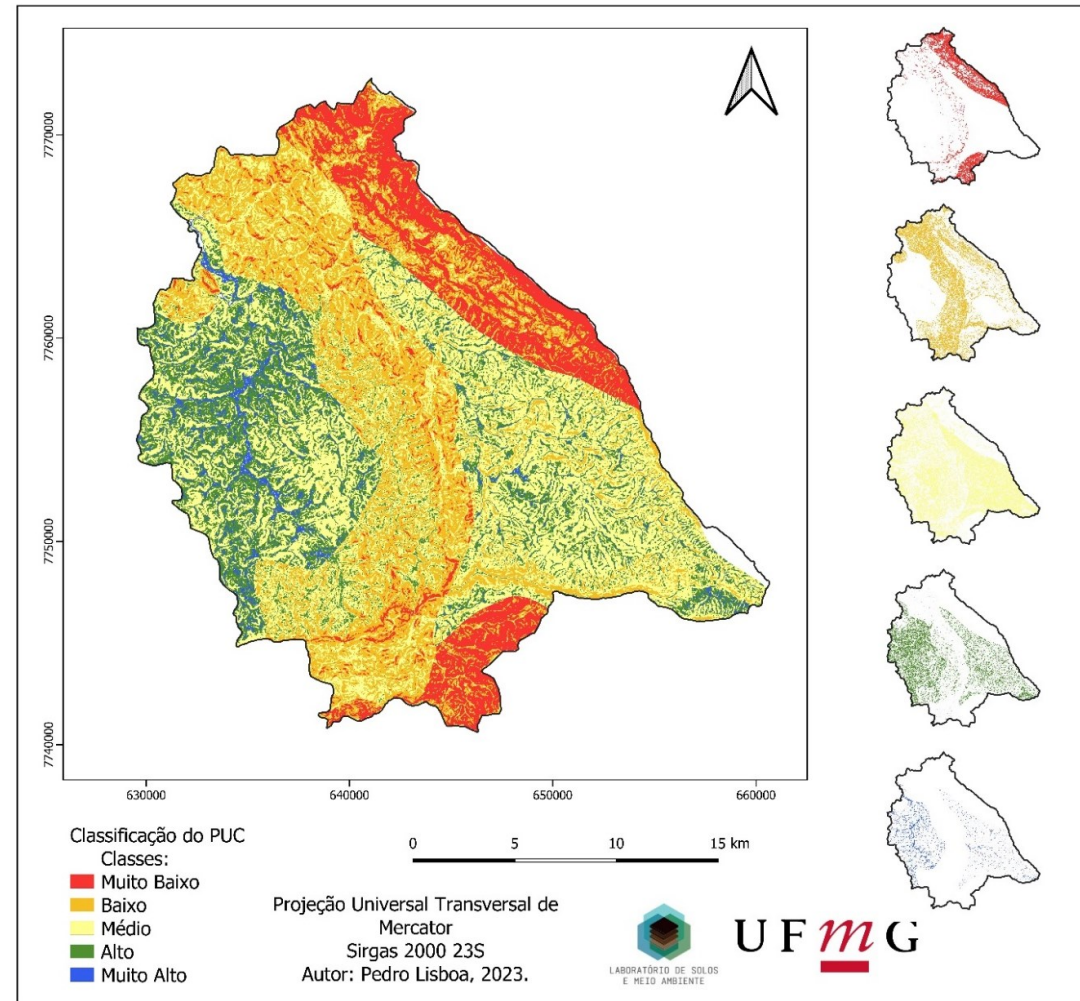 7770000
7760000
7750000
7740000
630000
640000
650000
660000
Classificação do PUC
Classes:
Muito Baixo
Baixo
Médio
Alto
Muito Alto
0 5 10 15 km
Projeção Universal Transversal de
Mercator
Sirgas 2000 23S
Autor: Pedro Lisboa, 2023.
LABORATÓRIO DE SOLOS
E MEIO AMBIENTE
UFmG